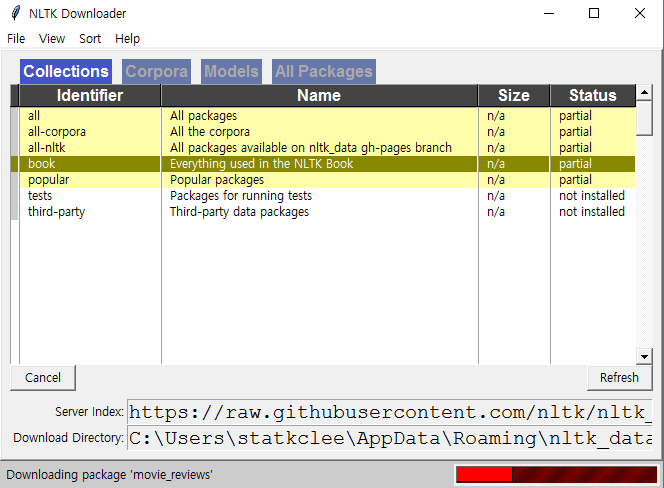 NLTK Downloader
File View Sort Help
Collections Corpora Models All Packages
Identifier Name Size Status
all All packages n/a partial
all-corpora All the corpora n/a partial
all-nltk All packages available on nltk_data gh-pages branch n/a partial
book Everything used in the NLTK Book n/a partial
popular Popular packages n/a partial
tests Packages for running tests n/a not installed
third-party Third-party data packages n/a not installed
Cancel Refresh
Server Index: https://raw.githubusercontent.com/nltk/nltk_
Download Directory: C:\Users\statkclee\AppData\Roaming\nltk_data
Downloading package 'movie_reviews'